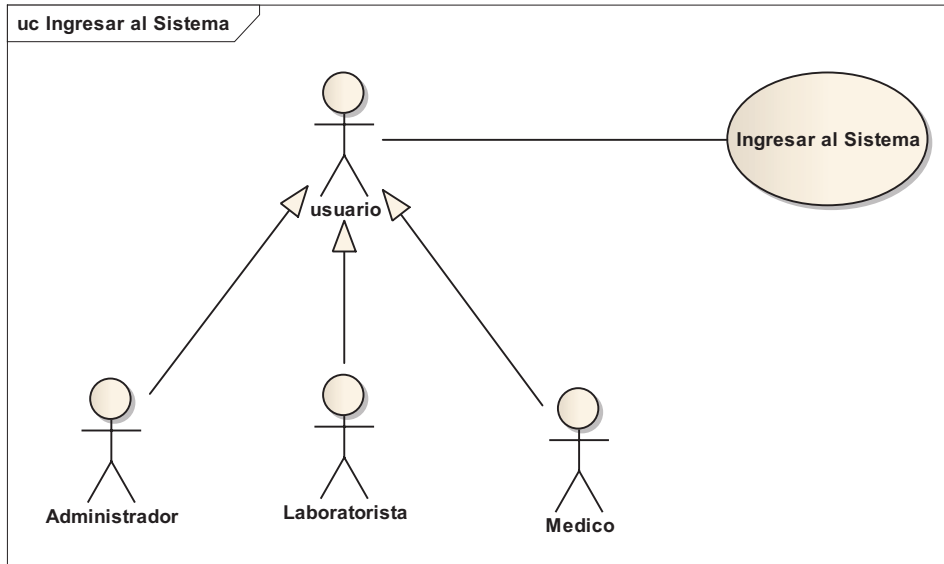 uc Ingresar al Sistema
Ingresar al Sistema
usuario
Administrador
Laboratorista
Medico